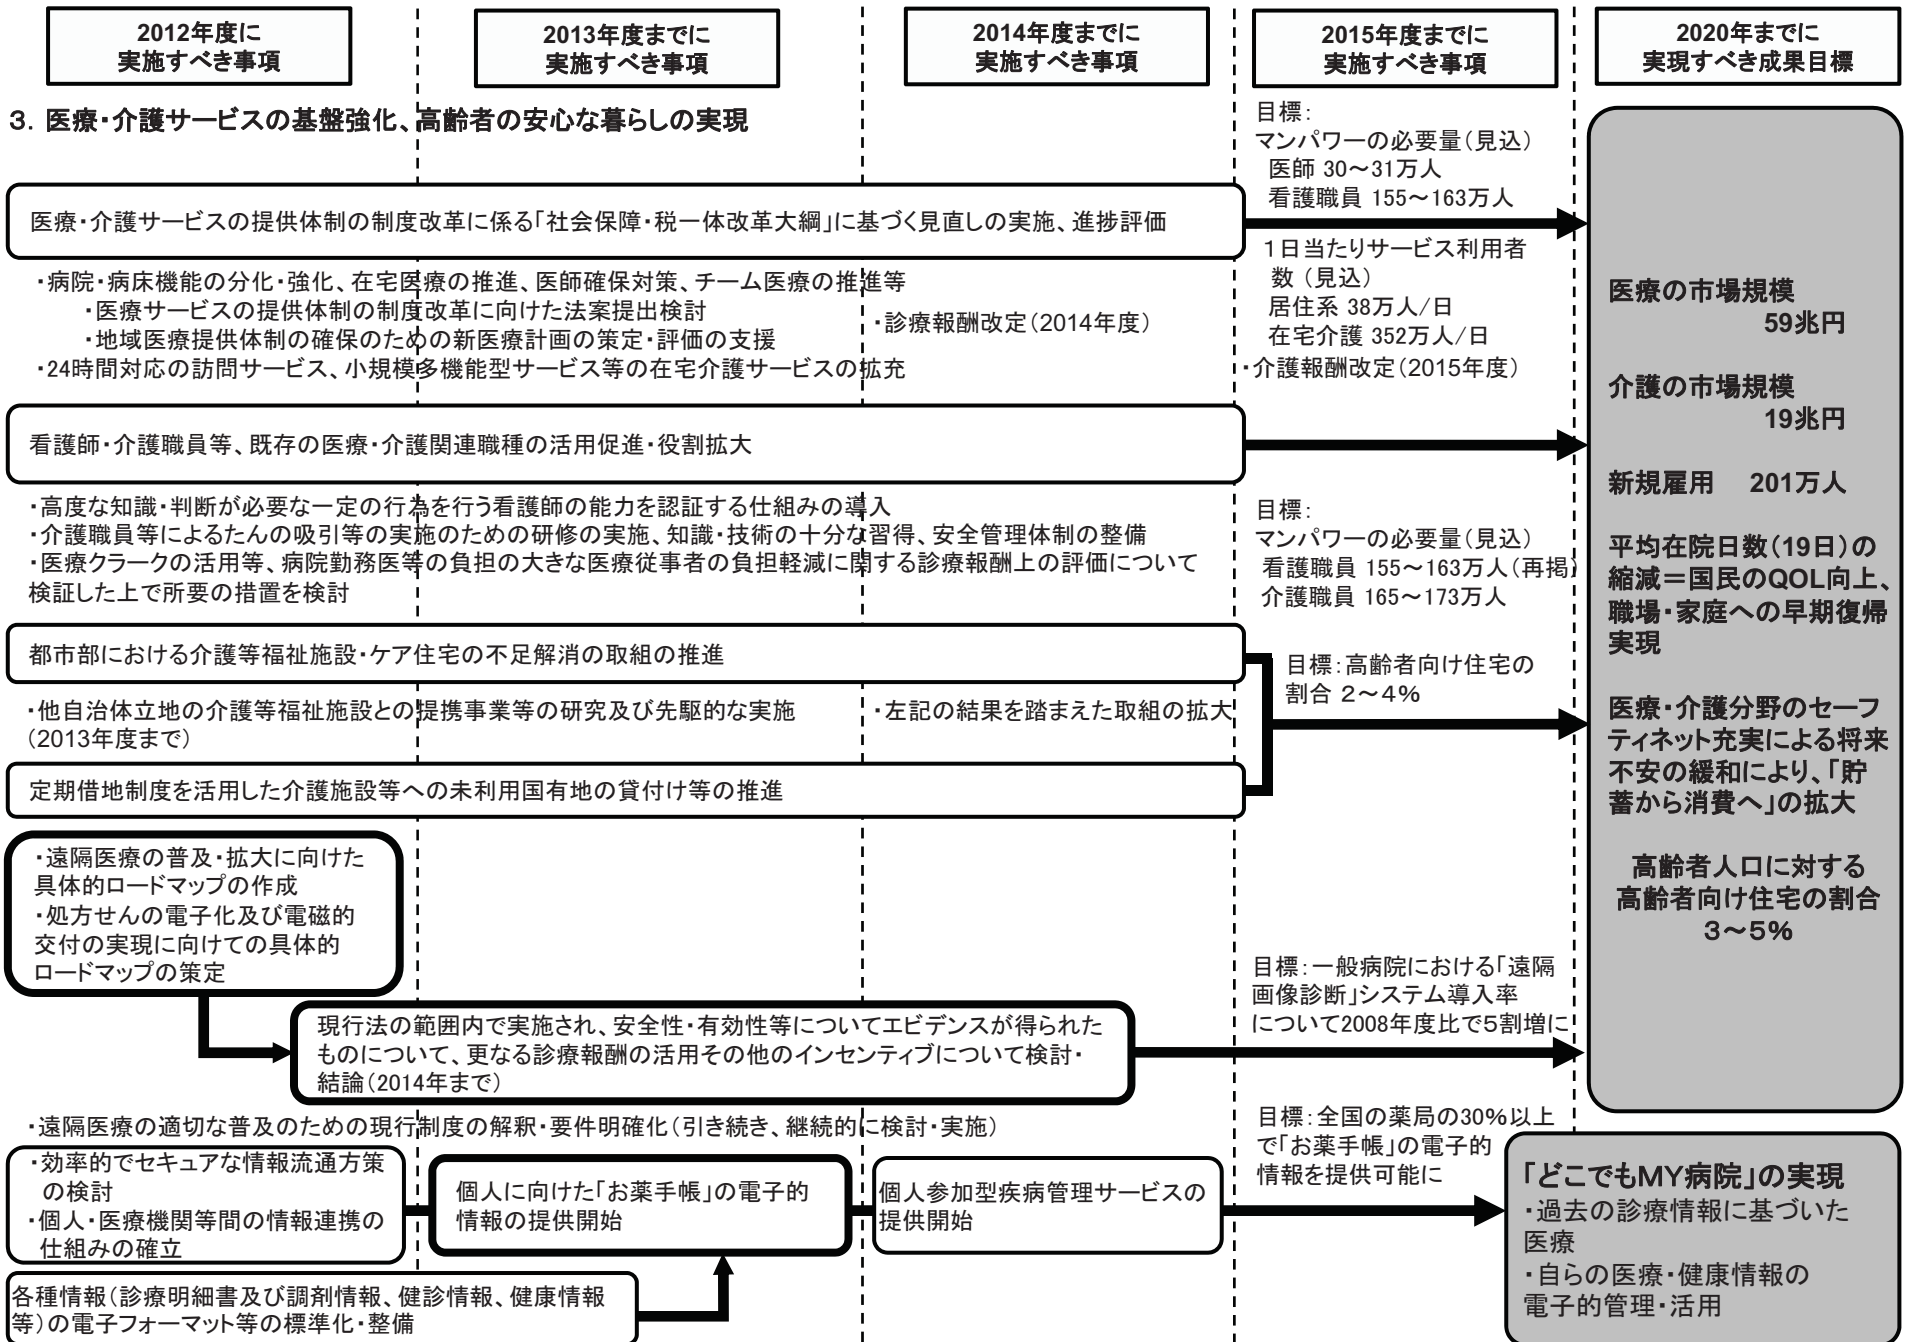 2012年度に
実施すべき事項
2013年度までに
実施すべき事項
2014年度までに
実施すべき事項
2015年度までに
実施すべき事項
2020年までに
実現すべき成果目標
3．医療・介護サービスの基盤強化、高齢者の安心な暮らしの実現
目標：
マンパワーの必要量（見込）
医師 30～31万人
看護職員 155～163万人
医療・介護サービスの提供体制の制度改革に係る「社会保障・税一体改革大綱」に基づく見直しの実施、進捗評価
・病院・病床機能の分化・強化、在宅医療の推進、医師確保対策、チーム医療の推進等
・医療サービスの提供体制の制度改革に向けた法案提出検討
・地域医療提供体制の確保のための新医療計画の策定・評価の支援
・24時間対応の訪問サービス、小規模多機能型サービス等の在宅介護サービスの拡充
・診療報酬改定（2014年度）
1日当たりサービス利用者
数（見込）
居住系 38万人/日
在宅介護 352万人/日
・介護報酬改定（2015年度）
看護師・介護職員等、既存の医療・介護関連職種の活用促進・役割拡大
・高度な知識・判断が必要な一定の行為を行う看護師の能力を認証する仕組みの導入
・介護職員等によるたんの吸引等の実施のための研修の実施、知識・技術の十分な習得、安全管理体制の整備
・医療クラークの活用等、病院勤務医等の負担の大きな医療従事者の負担軽減に関する診療報酬上の評価について
検証した上で所要の措置を検討
目標：
マンパワーの必要量（見込）
看護職員 155～163万人（再掲）
介護職員 165～173万人
都市部における介護等福祉施設・ケア住宅の不足解消の取組の推進
・他自治体立地の介護等福祉施設との提携事業等の研究及び先駆的な実施
（2013年度まで）
・左記の結果を踏まえた取組の拡大
目標：高齢者向け住宅の
割合 2～4％
定期借地制度を活用した介護施設等への未利用国有地の貸付け等の推進
・遠隔医療の普及・拡大に向けた
具体的ロードマップの作成
・処方せんの電子化及び電磁的
交付の実現に向けての具体的
ロードマップの策定
現行法の範囲内で実施され、安全性・有効性等についてエビデンスが得られた
ものについて、更なる診療報酬の活用その他のインセンティブについて検討・
結論（2014年まで）
目標：一般病院における「遠隔
画像診断」システム導入率
について2008年度比で5割増に
・遠隔医療の適切な普及のための現行制度の解釈・要件明確化（引き続き、継続的に検討・実施）
・効率的でセキュアな情報流通方策
の検討
・個人・医療機関等間の情報連携の
仕組みの確立
個人に向けた「お薬手帳」の電子的
情報の提供開始
個人参加型疾病管理サービスの
提供開始
目標：全国の薬局の30％以上
で「お薬手帳」の電子的
情報を提供可能に
各種情報（診療明細書及び調剤情報、健診情報、健康情報
等）の電子フォーマット等の標準化・整備
医療の市場規模
59兆円
介護の市場規模
19兆円
新規雇用 201万人
平均在院日数（19日）の
縮減＝国民のQOL向上、
職場・家庭への早期復帰
実現
医療・介護分野のセーフ
ティネット充実による将来
不安の緩和により、「貯
蓄から消費へ」の拡大
高齢者人口に対する
高齢者向け住宅の割合
3～5％
「どこでもMY病院」の実現
・過去の診療情報に基づいた
医療
・自らの医療・健康情報の
電子的管理・活用